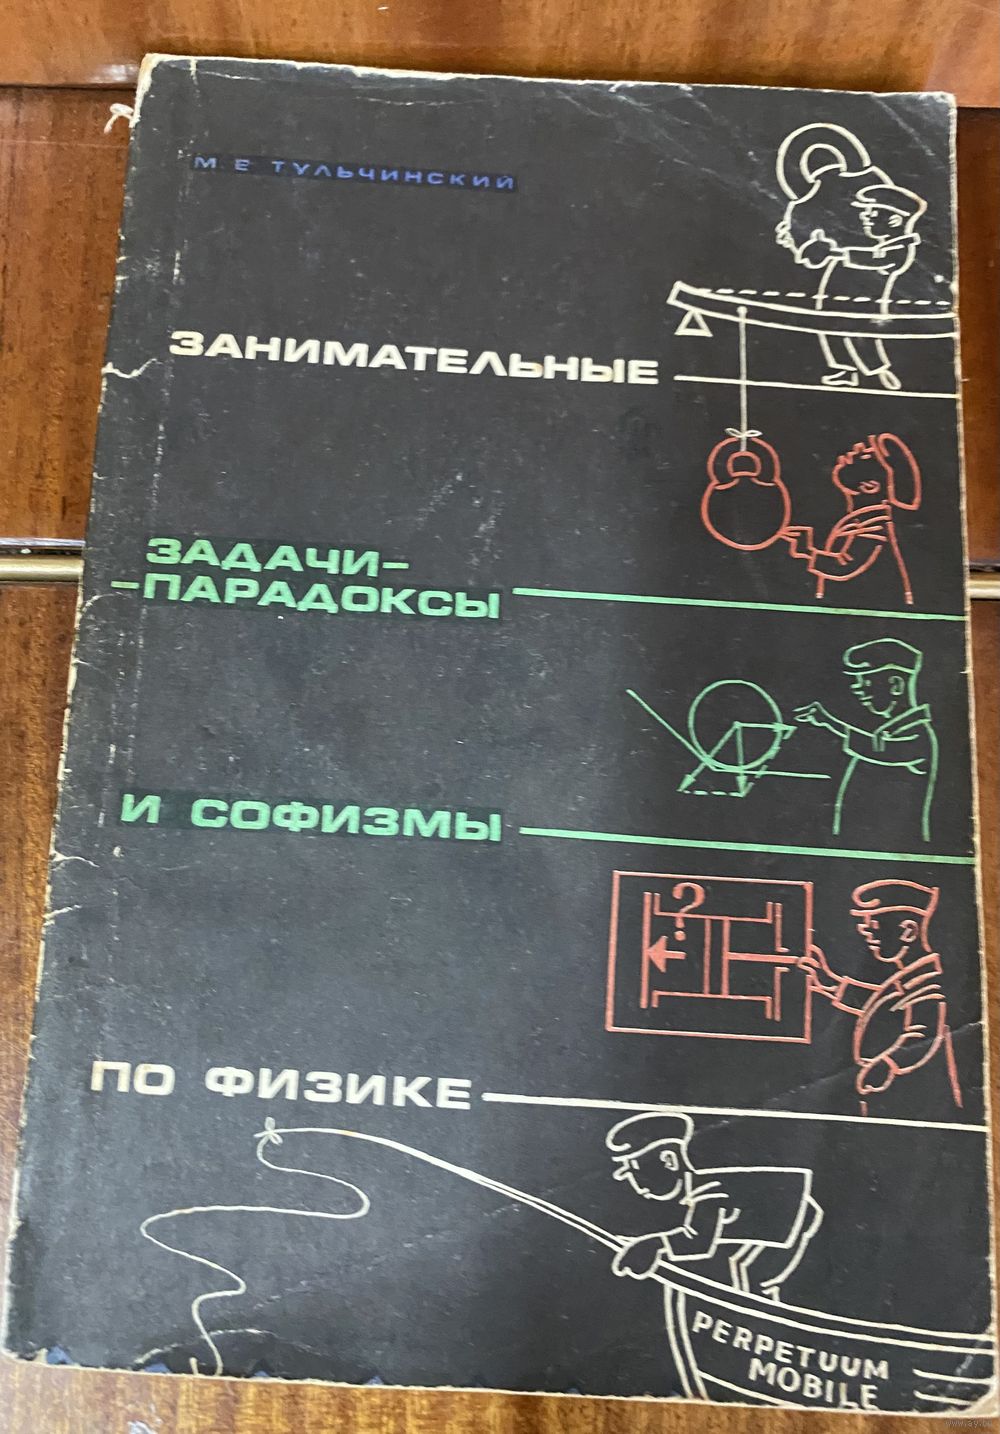 М. Е. ТУЛЬЧИНСКИЙ
ЗАНИМАТЕЛЬНЫЕ
ЗАДАЧИ-
-ПАРАДОКСЫ
И СОФИЗМЫ
?
ПО ФИЗИКЕ
PERPETUUM
MOBILE